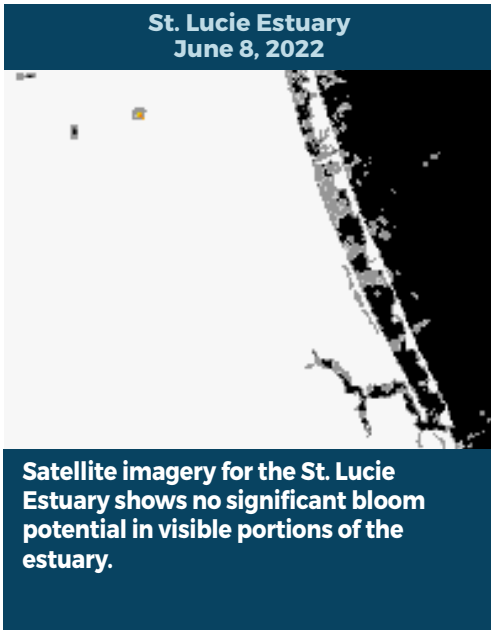 St. Lucie Estuary
June 8, 2022
Satellite imagery for the St. Lucie
Estuary shows no significant bloom
potential in visible portions of the
estuary.